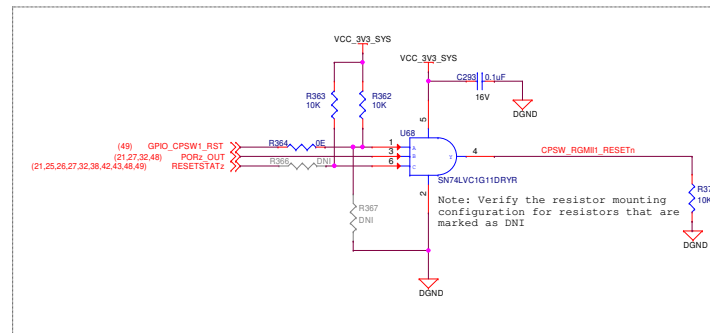 VCC_3V3_SYS
VCC_3V3_SYS
C293 0.1uF
16V
DGND
R363
10K
R362
10K
5
U68
(49) GPIO_CPSW1_RST
R364 0E
1
A
(21,27,32,48) PORz_OUT
3
B
Y
4
CPSW_RGMII1_RESETn
(21,25,26,27,32,38,42,43,48,49) RESETSTATz
R366 DNI
6
C
SN74LVC1G11DRYR
2
R367
DNI
Note: Verify the resistor mounting
configuration for resistors that are
marked as DNI
10K
DGND
DGND